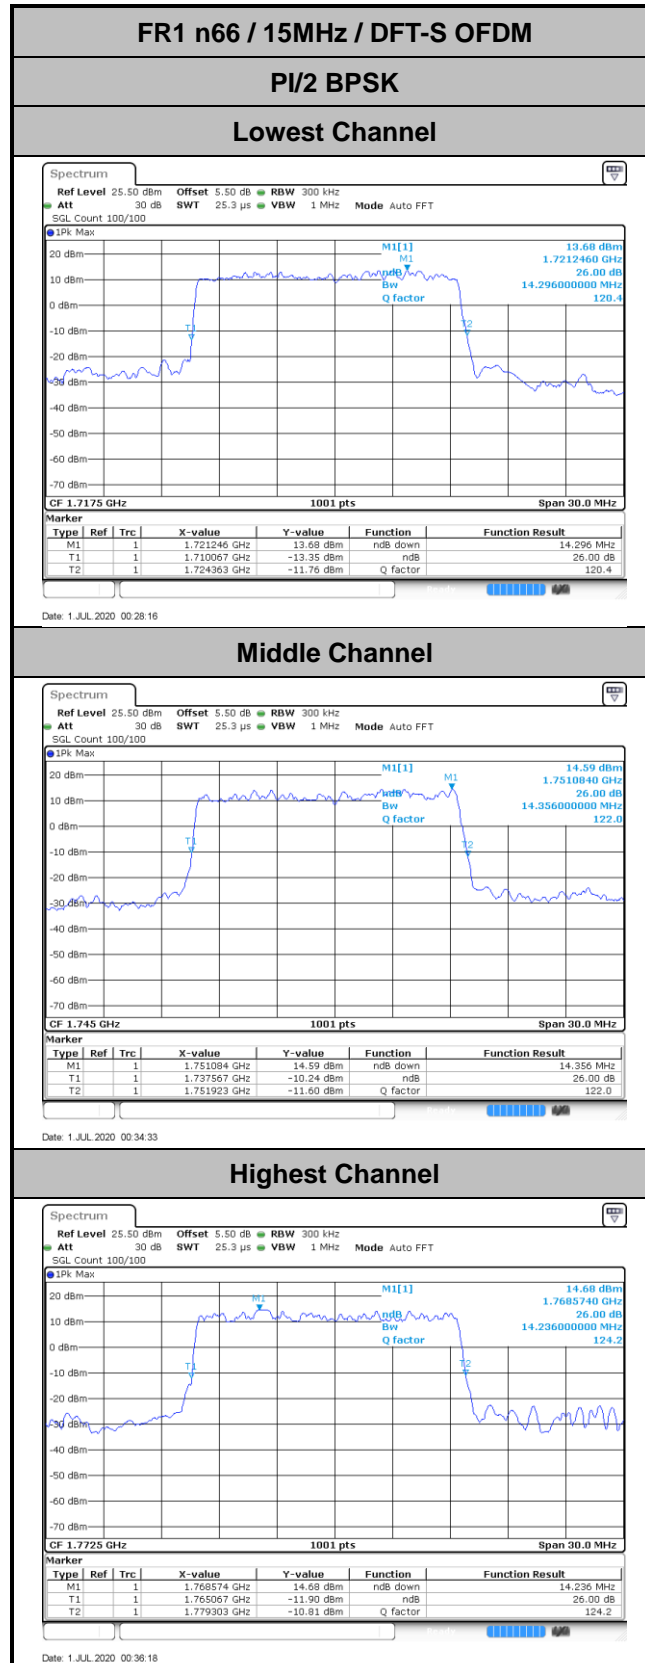 FR1 n66 / 15MHz / DFT-S OFDM
PI/2 BPSK
Lowest Channel
Spectrum
Ref Level 25.50 dBm Offset 5.50 dB RBW 300 kHz
Att 30 dB SWT 25.3 µs VBW 1 MHz Mode Auto FFT
SGL Count 100/100
1Pk Max
M1[1] 13.68 dBm
1.7212460 GHz
ndB 26.00 dB
Bw 14.296000000 MHz
Q factor 120.4
M1
T1
T2
20 dBm
10 dBm
0 dBm
-10 dBm
-20 dBm
-30 dBm
-40 dBm
-50 dBm
-60 dBm
-70 dBm
CF 1.7175 GHz 1001 pts Span 30.0 MHz
Marker
Type Ref Trc X-value Y-value Function Function Result
M1 1 1.721246 GHz 13.68 dBm ndB down 14.296 MHz
T1 1 1.710067 GHz -13.35 dBm ndB 26.00 dB
T2 1 1.724363 GHz -11.76 dBm Q factor 120.4
Date: 1.JUL.2020 00:28:16
Middle Channel
Spectrum
Ref Level 25.50 dBm Offset 5.50 dB RBW 300 kHz
Att 30 dB SWT 25.3 µs VBW 1 MHz Mode Auto FFT
SGL Count 100/100
1Pk Max
M1[1] 14.59 dBm
1.7510840 GHz
ndB 26.00 dB
Bw 14.356000000 MHz
Q factor 122.0
M1
T1
T2
20 dBm
10 dBm
0 dBm
-10 dBm
-20 dBm
-30 dBm
-40 dBm
-50 dBm
-60 dBm
-70 dBm
CF 1.745 GHz 1001 pts Span 30.0 MHz
Marker
Type Ref Trc X-value Y-value Function Function Result
M1 1 1.751084 GHz 14.59 dBm ndB down 14.356 MHz
T1 1 1.737567 GHz -10.24 dBm ndB 26.00 dB
T2 1 1.751923 GHz -11.60 dBm Q factor 122.0
Date: 1.JUL.2020 00:34:33
Highest Channel
Spectrum
Ref Level 25.50 dBm Offset 5.50 dB RBW 300 kHz
Att 30 dB SWT 25.3 µs VBW 1 MHz Mode Auto FFT
SGL Count 100/100
1Pk Max
M1[1] 14.68 dBm
1.7685740 GHz
ndB 26.00 dB
Bw 14.236000000 MHz
Q factor 124.2
M1
T1
T2
20 dBm
10 dBm
0 dBm
-10 dBm
-20 dBm
-30 dBm
-40 dBm
-50 dBm
-60 dBm
-70 dBm
CF 1.7725 GHz 1001 pts Span 30.0 MHz
Marker
Type Ref Trc X-value Y-value Function Function Result
M1 1 1.768574 GHz 14.68 dBm ndB down 14.236 MHz
T1 1 1.765067 GHz -11.90 dBm ndB 26.00 dB
T2 1 1.779303 GHz -10.81 dBm Q factor 124.2
Date: 1.JUL.2020 00:36:18